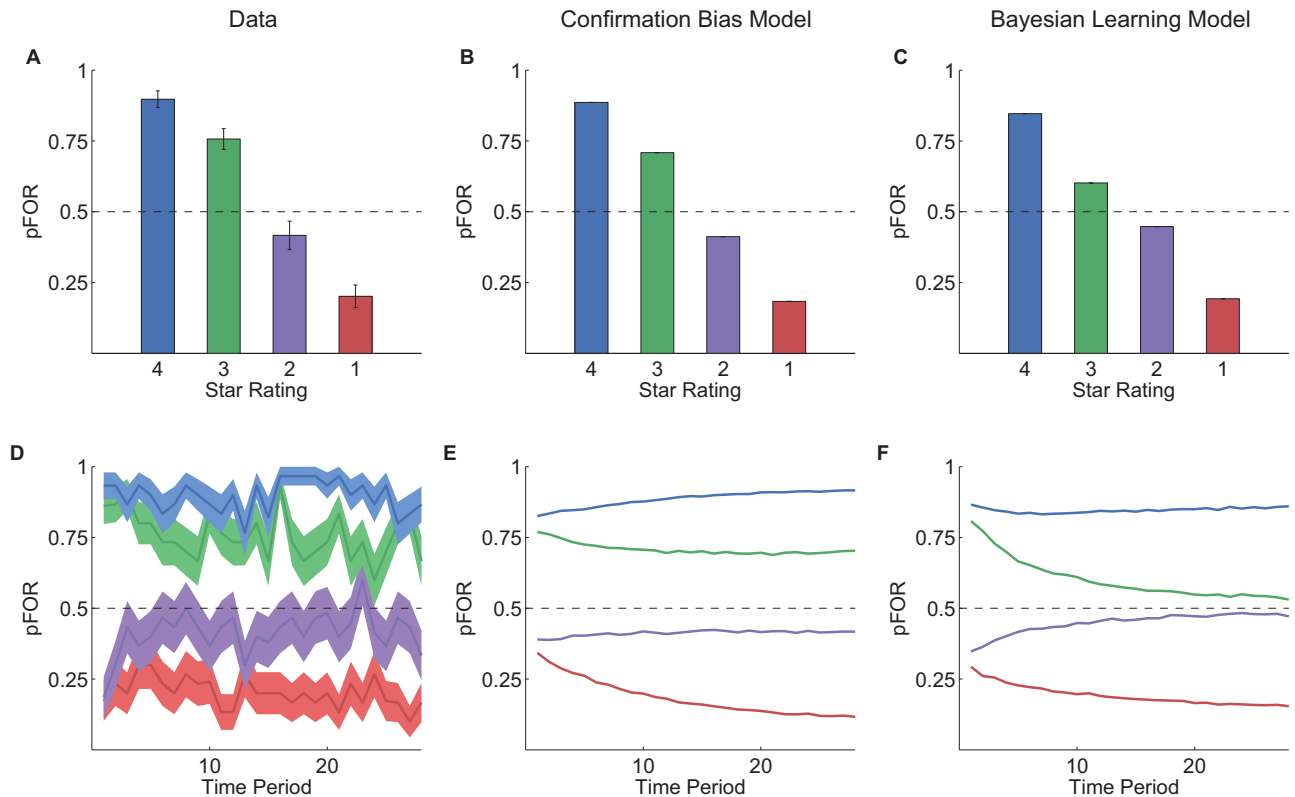 Data
Confirmation Bias Model
Bayesian Learning Model
A
1
0.75
0.5
0.25
pFOR
4 3 2 1
Star Rating
B
1
0.75
0.5
0.25
pFOR
4 3 2 1
Star Rating
C
1
0.75
0.5
0.25
pFOR
4 3 2 1
Star Rating
D
1
0.75
0.5
0.25
pFOR
10 20
Time Period
E
1
0.75
0.5
0.25
pFOR
10 20
Time Period
F
1
0.75
0.5
0.25
pFOR
10 20
Time Period